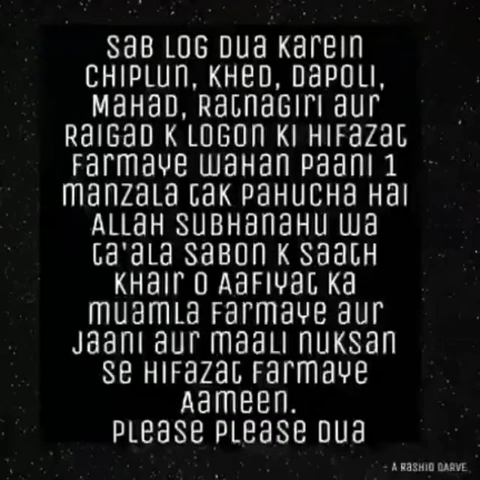 Sab log dua karein
Chiplun, Khed, Dapoli,
Mahad, Ratnagiri aur
Raigad k logon ki hifazat
farmaye wahan paani 1
manzala tak pahucha hai
Allah subhanahu wa
ta'ala sabon k saath
khair o aafiyat ka
muamla farmaye aur
jaani aur maali nuksan
se hifazat farmaye
Aameen.
Please Please dua
- A RASHID DARVE